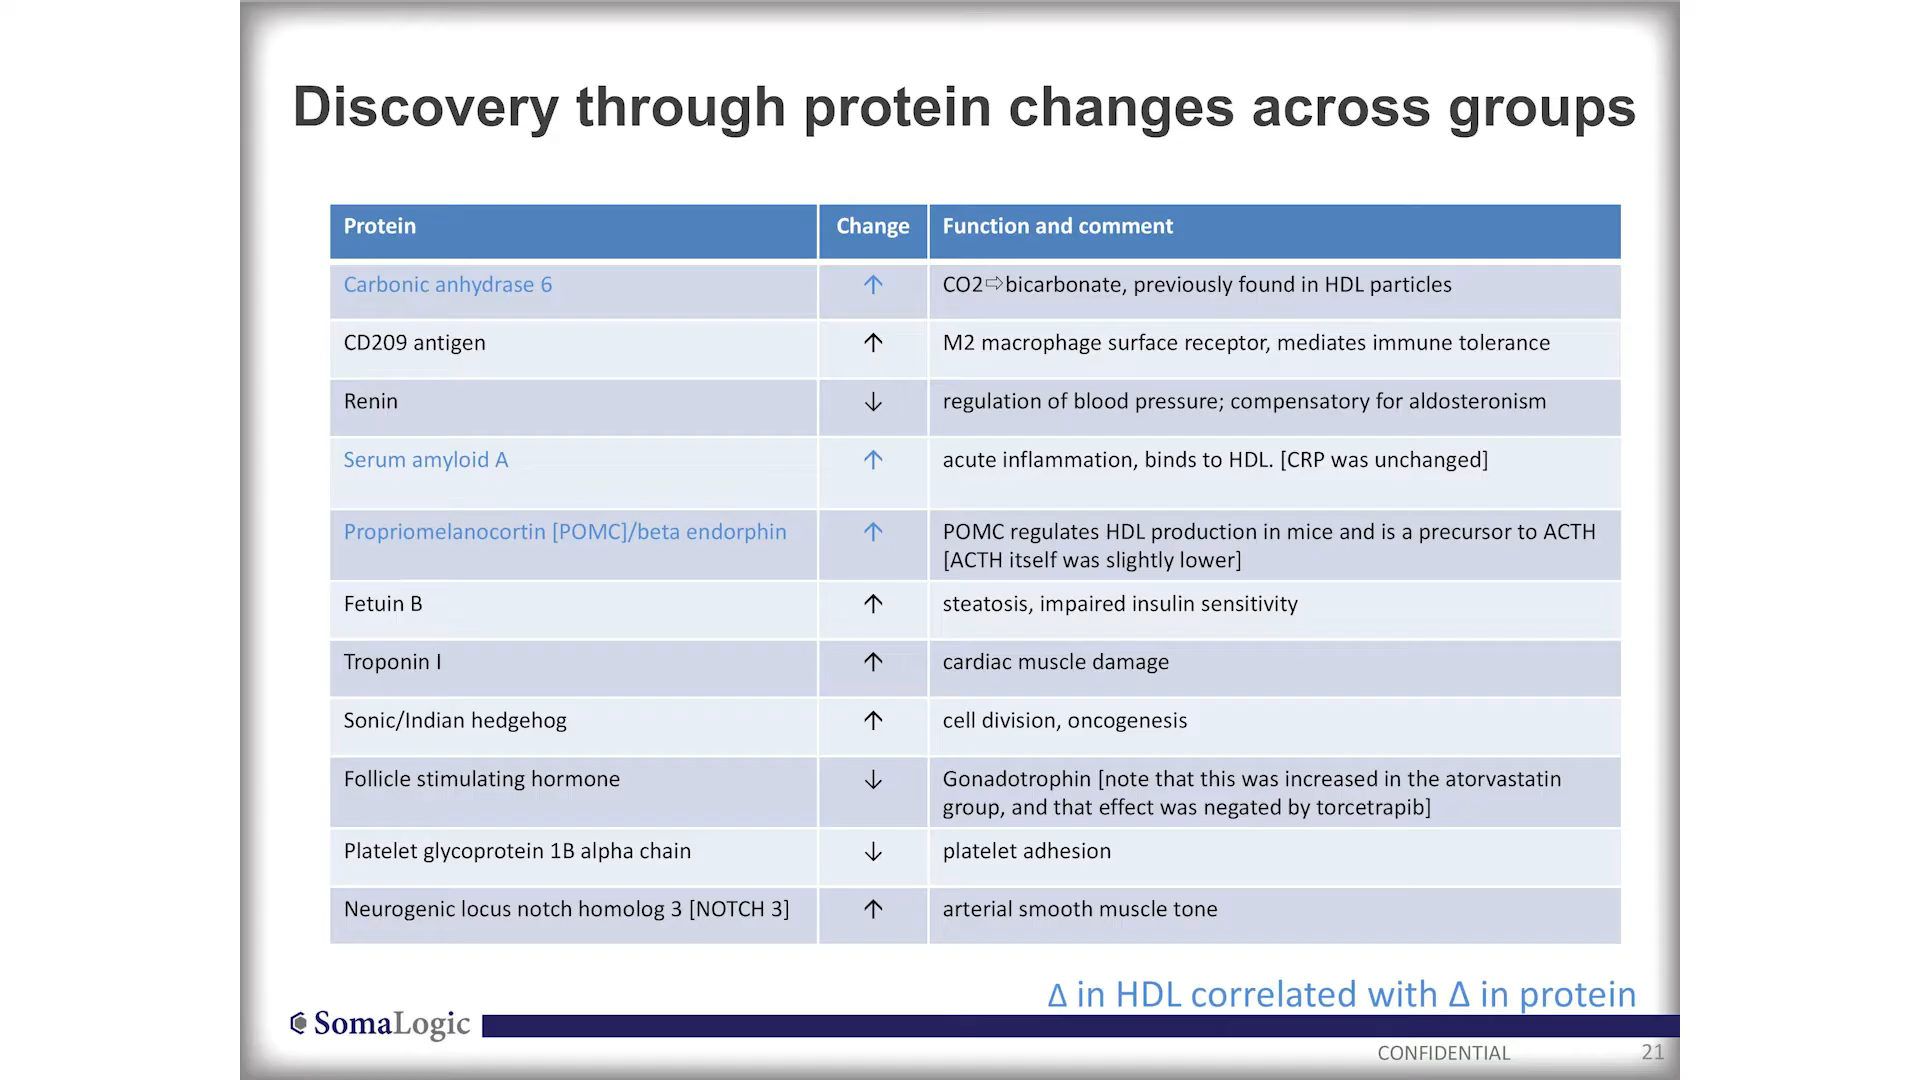 Discovery through protein changes across groups
Protein Change Function and comment
Carbonic anhydrase 6 ↑ CO2⇨bicarbonate, previously found in HDL particles
CD209 antigen ↑ M2 macrophage surface receptor, mediates immune tolerance
Renin ↓ regulation of blood pressure; compensatory for aldosteronism
Serum amyloid A ↑ acute inflammation, binds to HDL. [CRP was unchanged]
Propriomelanocortin [POMC]/beta endorphin ↑ POMC regulates HDL production in mice and is a precursor to ACTH
[ACTH itself was slightly lower]
Fetuin B ↑ steatosis, impaired insulin sensitivity
Troponin I ↑ cardiac muscle damage
Sonic/Indian hedgehog ↑ cell division, oncogenesis
Follicle stimulating hormone ↓ Gonadotrophin [note that this was increased in the atorvastatin
group, and that effect was negated by torcetrapib]
Platelet glycoprotein 1B alpha chain ↓ platelet adhesion
Neurogenic locus notch homolog 3 [NOTCH 3] ↑ arterial smooth muscle tone
Δ in HDL correlated with Δ in protein
SomaLogic
CONFIDENTIAL 21